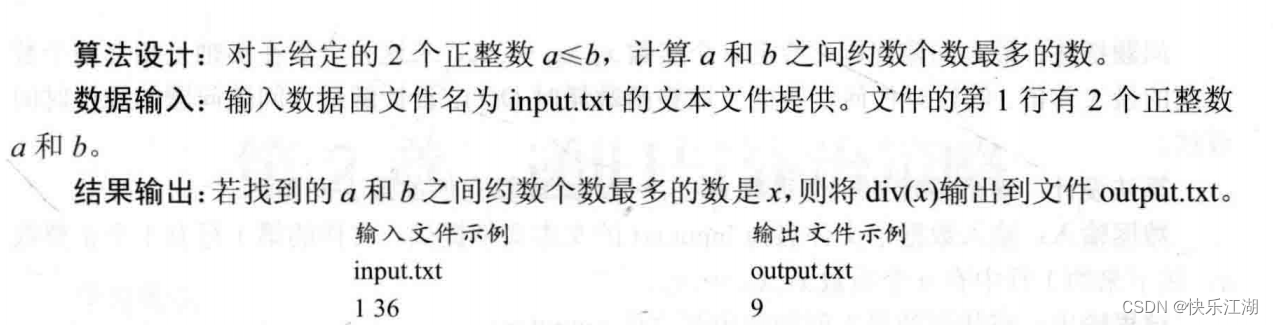 算法设计：对于给定的 2 个正整数 a≤b，计算 a 和 b 之间约数个数最多的数。
数据输入：输入数据由文件名为 input.txt 的文本文件提供。文件的第 1 行有 2 个正整数
a 和 b。
结果输出：若找到的 a 和 b 之间约数个数最多的数是 x，则将 div(x)输出到文件 output.txt。
输入文件示例 输出文件示例
input.txt output.txt
1 36 9
CSDN @快乐江湖